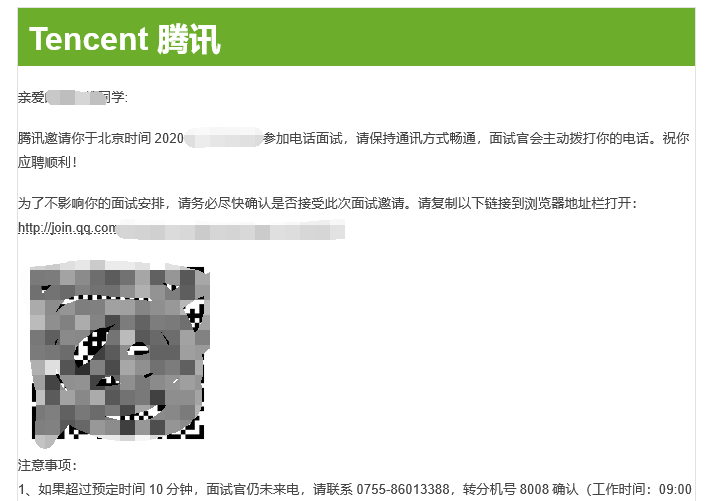 Tencent 腾讯
亲爱同学:
腾讯邀请你于北京时间 2020参加电话面试，请保持通讯方式畅通，面试官会主动拨打你的电话。祝你
应聘顺利！
为了不影响你的面试安排，请务必尽快确认是否接受此次面试邀请。请复制以下链接到浏览器地址栏打开：
http://join.qq.com
注意事项：
1、如果超过预定时间 10 分钟，面试官仍未来电，请联系 0755-86013388，转分机号 8008 确认（工作时间：09:00